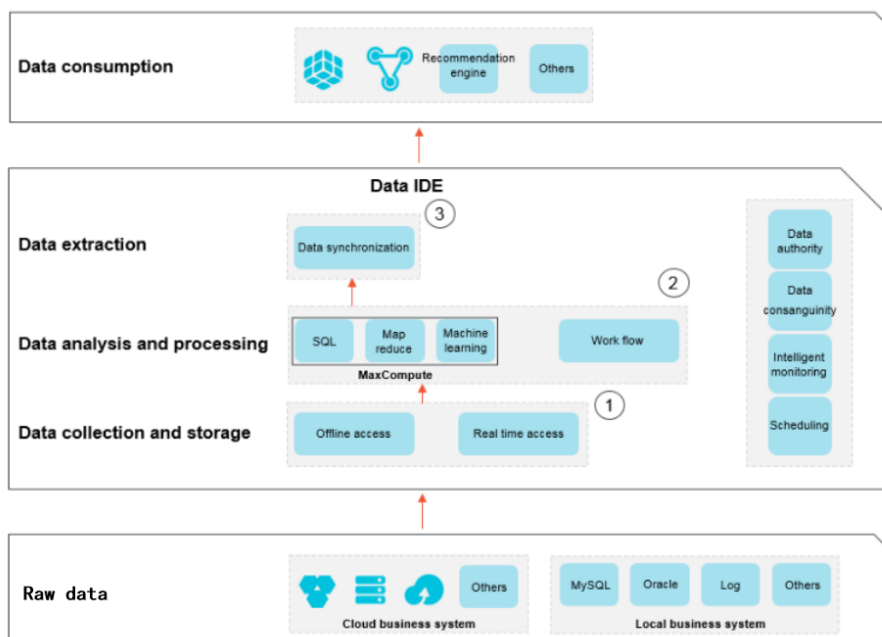 Data consumption
Recommendation
engine
Others
Data IDE
Data extraction
Data synchronization
3
Data analysis and processing
SQL
Map
reduce
Machine
learning
MaxCompute
Work flow
2
Data collection and storage
Offline access
Real time access
1
Data
authority
Data
consanguinity
Intelligent
monitoring
Scheduling
Raw data
Others
Cloud business system
MySQL
Oracle
Log
Others
Local business system